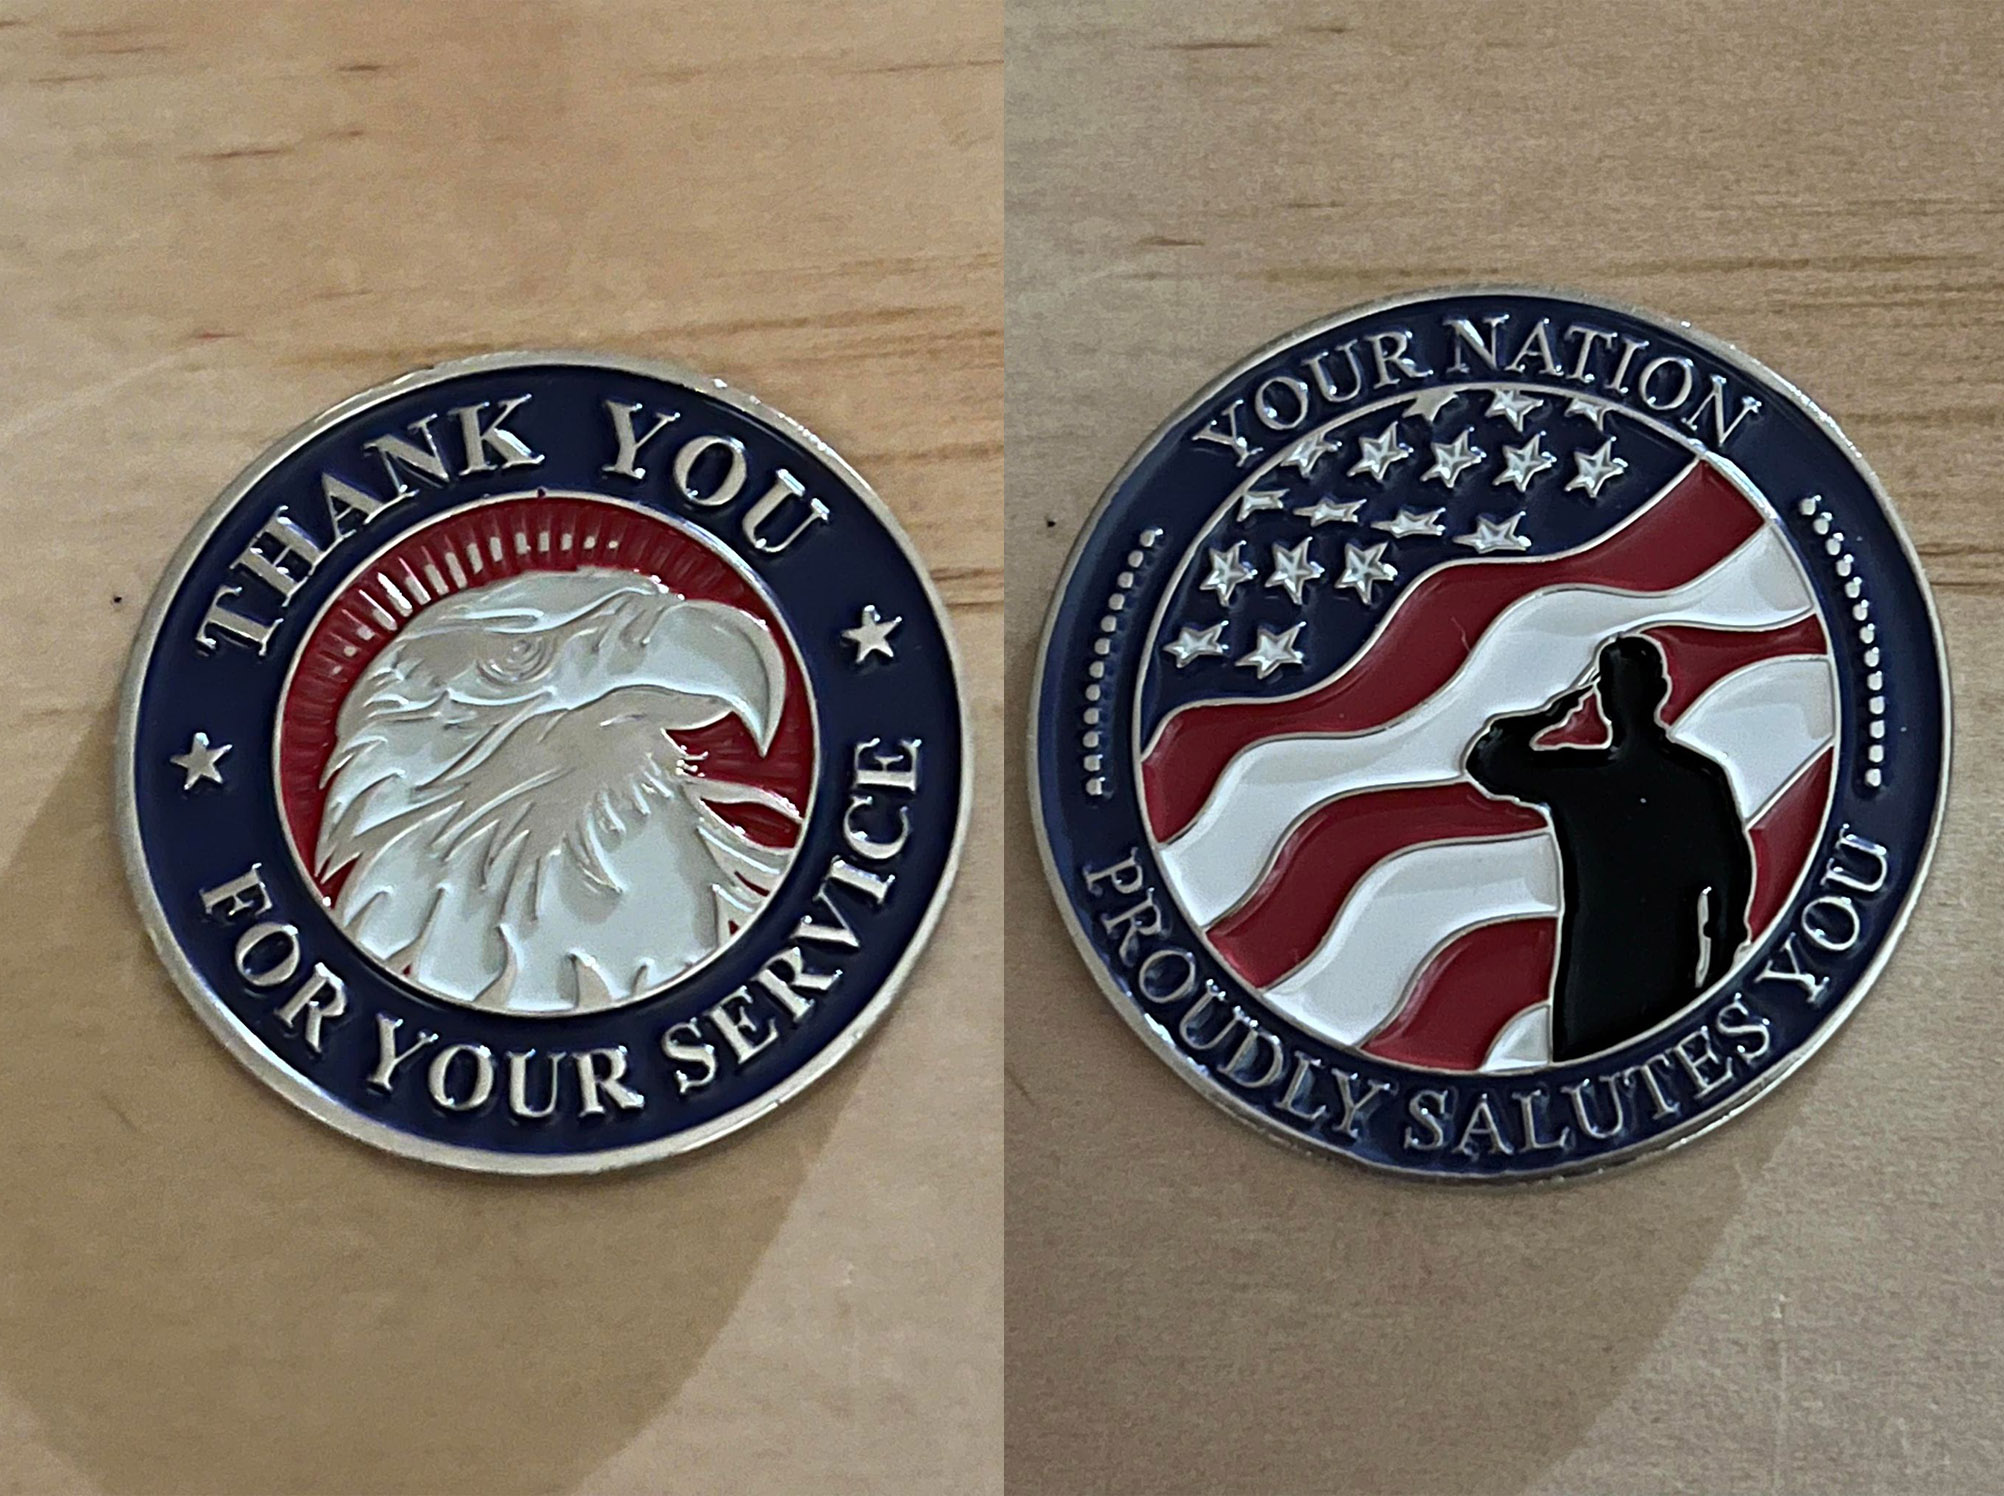 THANK YOU
FOR YOUR SERVICE
YOUR NATION
PROUDLY SALUTES YOU